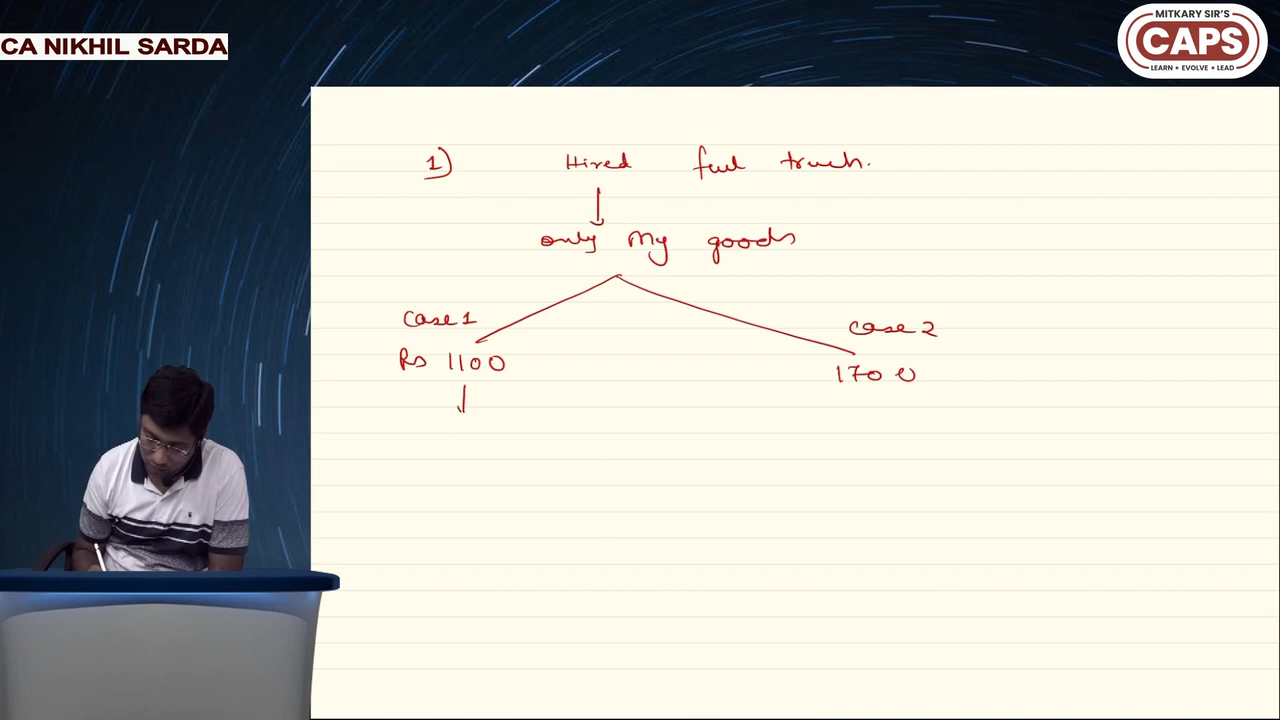 CA NIKHIL SARDA
MITKARY SIR'S
CAPS
LEARN • EVOLVE • LEAD
1) Hired full truck.
only My goods
Case 1
Case 2
Rs 1100
1700